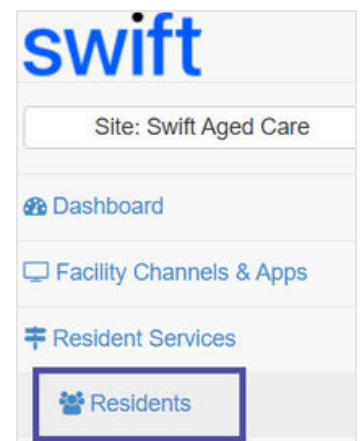 swift
Site: Swift Aged Care
Dashboard
Facility Channels & Apps
Resident Services
Residents